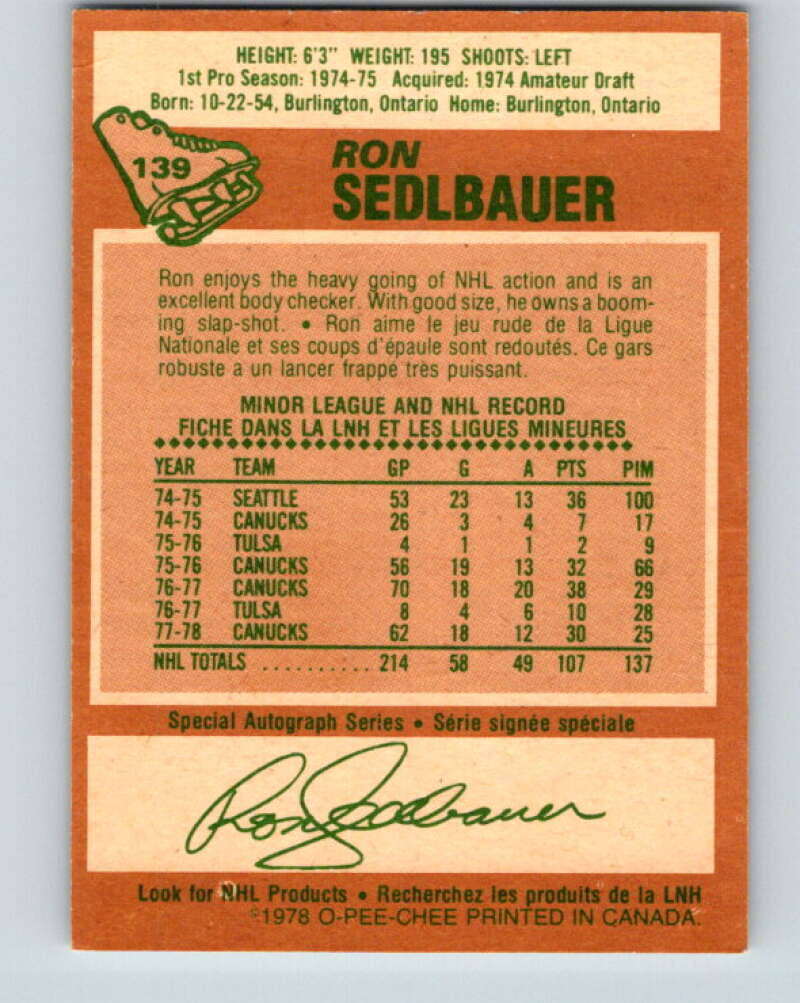 HEIGHT: 6'3" WEIGHT: 195 SHOOTS: LEFT
1st Pro Season: 1974-75 Acquired: 1974 Amateur Draft
Born: 10-22-54, Burlington, Ontario Home: Burlington, Ontario
139
RON
SEDLBAUER
Ron enjoys the heavy going of NHL action and is an
excellent body checker. With good size, he owns a boom-
ing slap-shot. • Ron aime le jeu rude de la Ligue
Nationale et ses coups d'épaule sont redoutés. Ce gars
robuste a un lancer frappé très puissant.
MINOR LEAGUE AND NHL RECORD
FICHE DANS LA LNH ET LES LIGUES MINEURES
YEAR TEAM GP G A PTS PIM
74-75 SEATTLE 53 23 13 36 100
74-75 CANUCKS 26 3 4 7 17
75-76 TULSA 4 1 1 2 9
75-76 CANUCKS 56 19 13 32 66
76-77 CANUCKS 70 18 20 38 29
76-77 TULSA 8 4 6 10 28
77-78 CANUCKS 62 18 12 30 25
NHL TOTALS ........... 214 58 49 107 137
Special Autograph Series • Série signée spéciale
Ron Sedlbauer
Look for NHL Products • Recherchez les produits de la LNH
©1978 O-PEE-CHEE PRINTED IN CANADA.